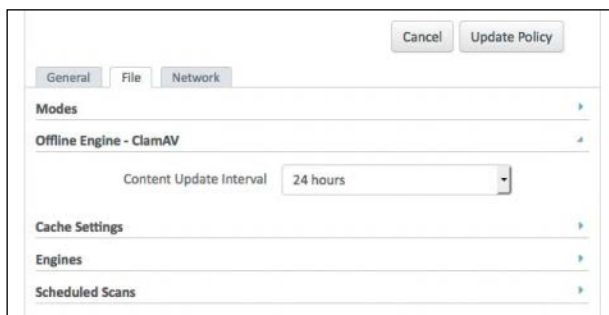 Cancel Update Policy
General File Network
Modes
Offline Engine - ClamAV
Content Update Interval 24 hours
Cache Settings
Engines
Scheduled Scans